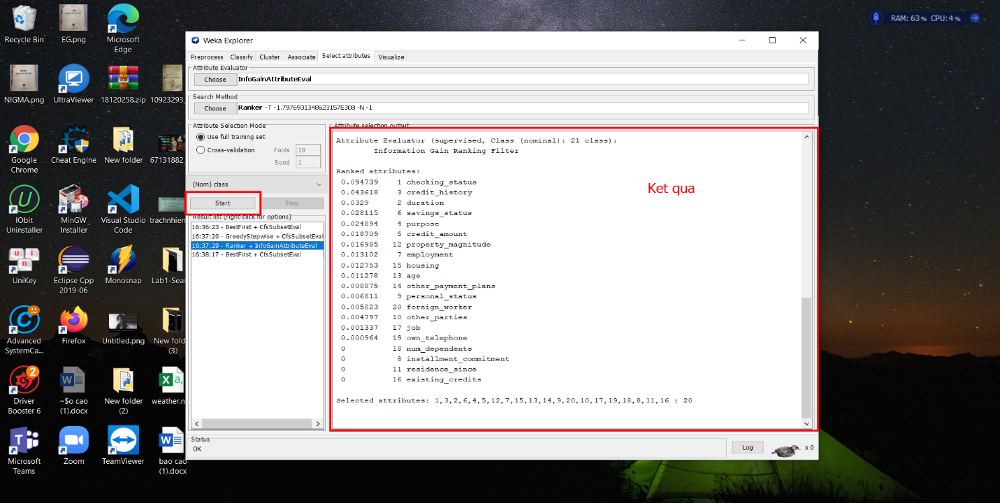 Recycle Bin
EG.png
Microsoft
Edge
RAM: 63 % CPU: 4 %
NIGMA.png
UltraViewer
18120258.zip
10923293_
Google
Chrome
Cheat Engine
New folder
67131882_
IObit
Uninstaller
MinGW
Installer
Visual Studio
Code
trachnhien
UniKey
Eclipse Cpp
2019-06
Monosnap
Lab1-Sear
Advanced
SystemCa...
Firefox
Untitled.png
New fold
(3)
Driver
Booster 6
~$o cao
(1).docx
New folder
(2)
weather.n
Microsoft
Teams
Zoom
TeamViewer
bao cao
(1).docx
Weka Explorer
Preprocess Classify Cluster Associate Select attributes Visualize
Attribute Evaluator
Choose InfoGainAttributeEval
Search Method
Choose Ranker -T -1.7976931348623157E308 -N -1
Attribute Selection Mode
Use full training set
Cross-validation Folds 10
Seed 1
(Nom) class
Start Stop
Result list (right-click for options)
16:36:23 - BestFirst + CfsSubsetEval
16:37:20 - GreedyStepwise + CfsSubsetEval
16:37:29 - Ranker + InfoGainAttributeEval
16:38:17 - BestFirst + CfsSubsetEval
Attribute selection output
Attribute Evaluator (supervised, Class (nominal): 21 class):
Information Gain Ranking Filter
Ranked attributes:
0.094739 1 checking_status
0.043618 3 credit_history
0.0329 2 duration
0.028115 6 savings_status
0.024894 4 purpose
0.018709 5 credit_amount
0.016985 12 property_magnitude
0.013102 7 employment
0.012753 15 housing
0.011278 13 age
0.008875 14 other_payment_plans
0.006811 9 personal_status
0.005823 20 foreign_worker
0.004797 10 other_parties
0.001337 17 job
0.000964 19 own_telephone
0 18 num_dependents
0 8 installment_commitment
0 11 residence_since
0 16 existing_credits
Selected attributes: 1,3,2,6,4,5,12,7,15,13,14,9,20,10,17,19,18,8,11,16 : 20
Ket qua
Status
OK
Log
x 0